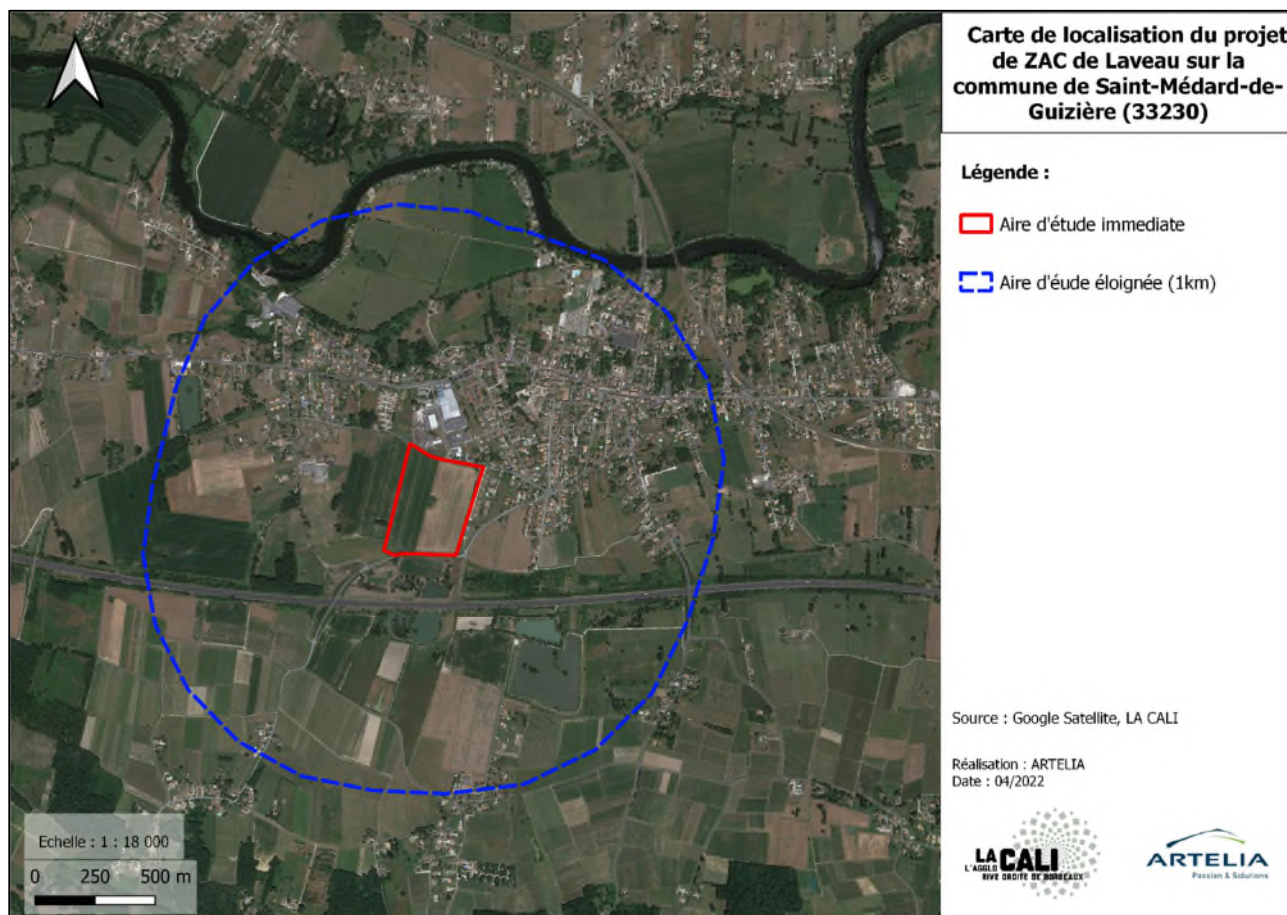 Carte de localisation du projet
de ZAC de Laveau sur la
commune de Saint-Médard-de-
Guizière (33230)
Légende :
Aire d'étude immediate
Aire d'éude éloignée (1km)
Source : Google Satellite, LA CALI
Réalisation : ARTELIA
Date : 04/2022
LA CALI
L'AGGLO
RIVE DROITE DE BORDEAUX
ARTELIA
Passion & Solutions
Echelle : 1 : 18 000
0 250 500 m